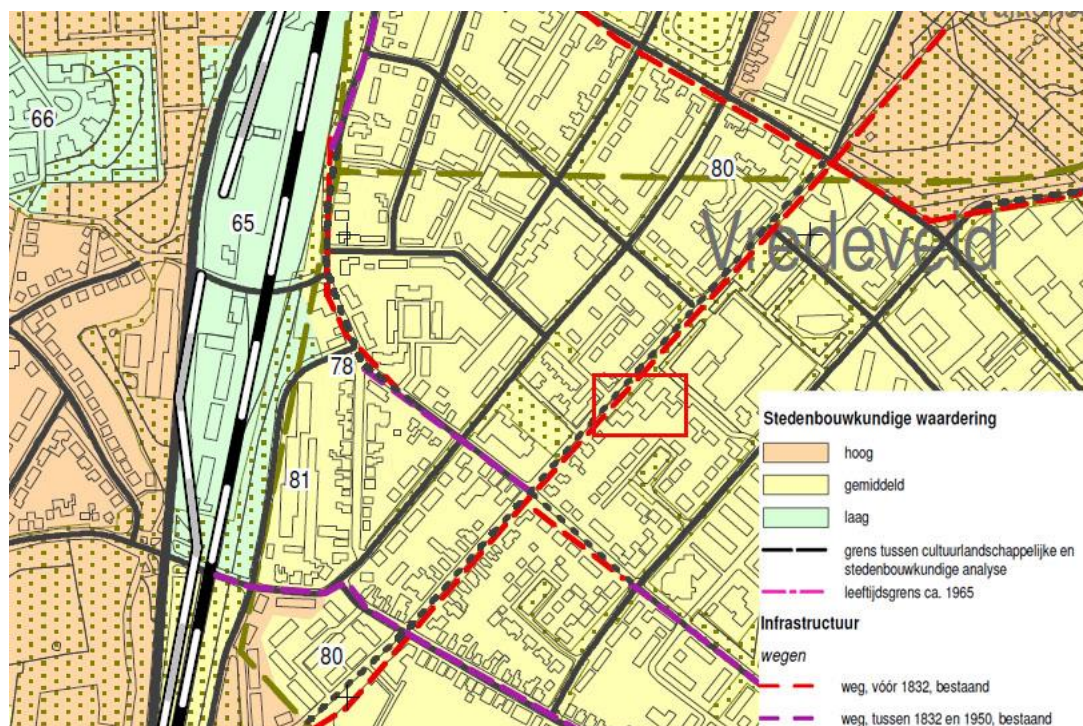 66
65
80
Vredeveld
78
81
80
Stedenbouwkundige waardering
hoog
gemiddeld
laag
grens tussen cultuurlandschappelijke en
stedenbouwkundige analyse
leeftijdsgrens ca. 1965
Infrastructuur
wegen
weg, vóór 1832, bestaand
weg, tussen 1832 en 1950, bestaand